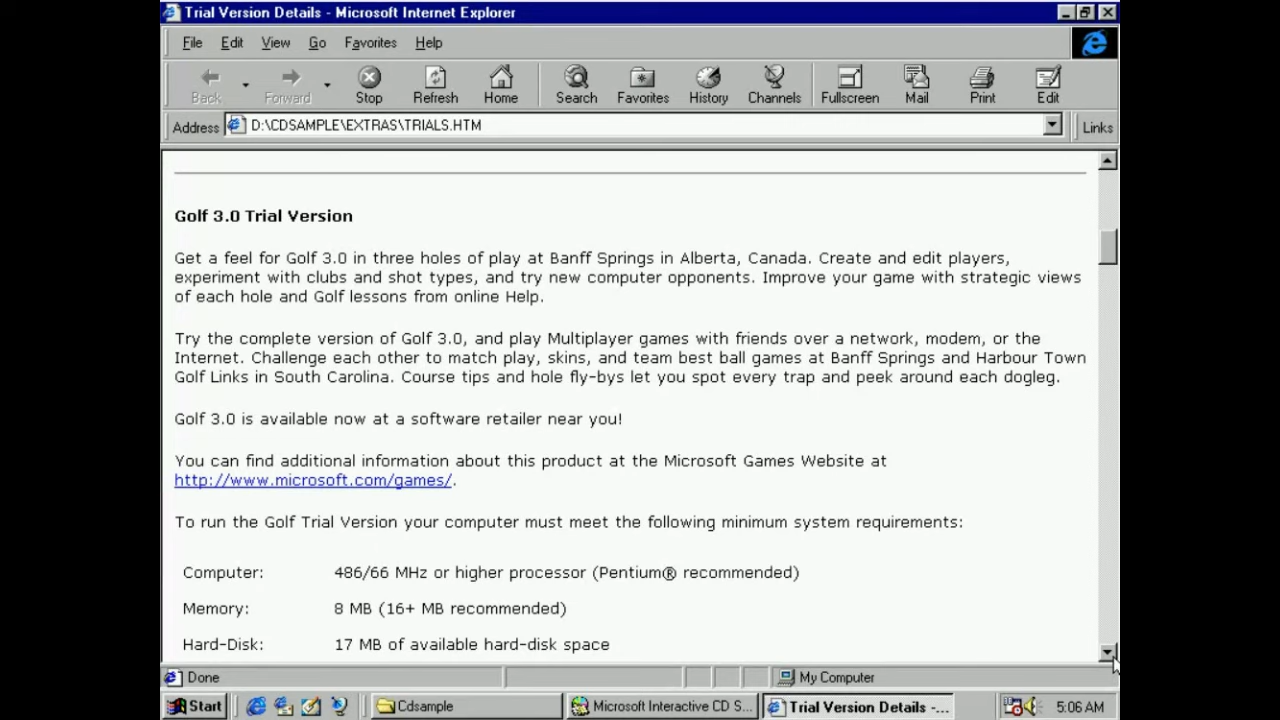 Trial Version Details - Microsoft Internet Explorer
File Edit View Go Favorites Help
Back Forward Stop Refresh Home Search Favorites History Channels Fullscreen Mail Print Edit
Address D:\CDSAMPLE\EXTRAS\TRIALS.HTM Links
Golf 3.0 Trial Version
Get a feel for Golf 3.0 in three holes of play at Banff Springs in Alberta, Canada. Create and edit players,
experiment with clubs and shot types, and try new computer opponents. Improve your game with strategic views
of each hole and Golf lessons from online Help.
Try the complete version of Golf 3.0, and play Multiplayer games with friends over a network, modem, or the
Internet. Challenge each other to match play, skins, and team best ball games at Banff Springs and Harbour Town
Golf Links in South Carolina. Course tips and hole fly-bys let you spot every trap and peek around each dogleg.
Golf 3.0 is available now at a software retailer near you!
You can find additional information about this product at the Microsoft Games Website at
http://www.microsoft.com/games/.
To run the Golf Trial Version your computer must meet the following minimum system requirements:
Computer: 486/66 MHz or higher processor (Pentium® recommended)
Memory: 8 MB (16+ MB recommended)
Hard-Disk: 17 MB of available hard-disk space
Done My Computer
Start Cdsample Microsoft Interactive CD S... Trial Version Details -... 5:06 AM